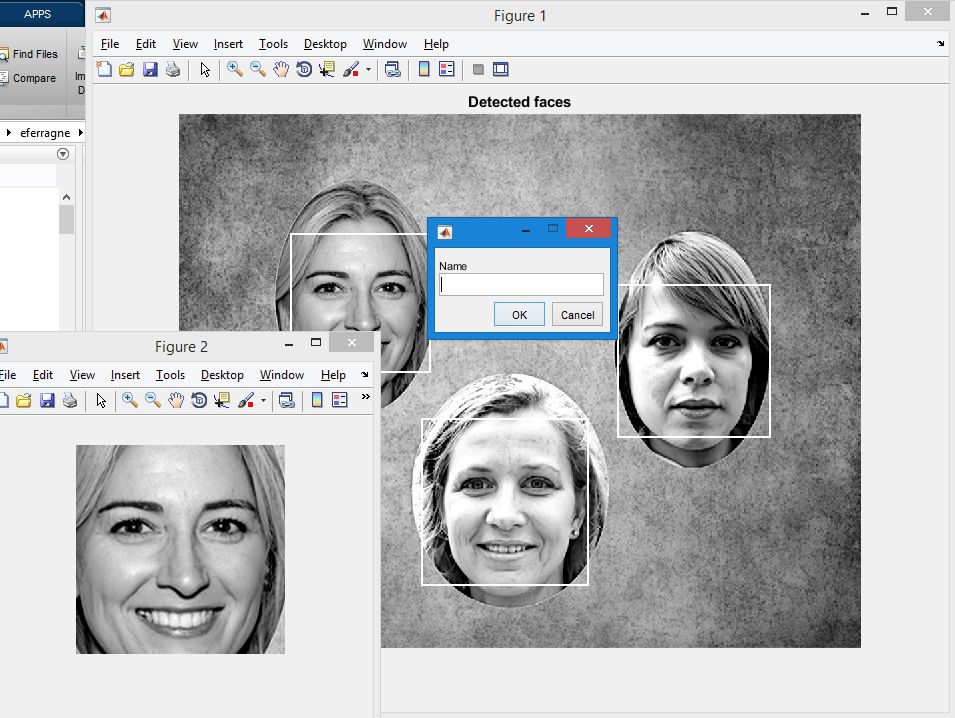 APPS
Find Files
Compare
Im
D
eferragne
Figure 1
File Edit View Insert Tools Desktop Window Help
Detected faces
Name
OK Cancel
Figure 2
File Edit View Insert Tools Desktop Window Help